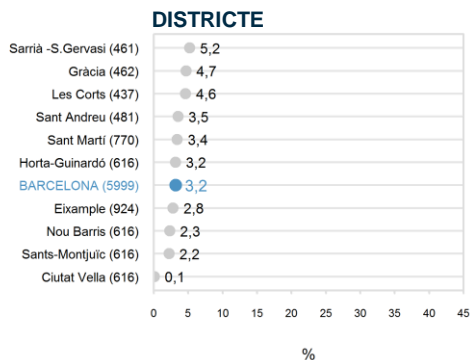 DISTRICTE
Sarrià -S.Gervasi (461) 5,2
Gràcia (462) 4,7
Les Corts (437) 4,6
Sant Andreu (481) 3,5
Sant Martí (770) 3,4
Horta-Guinardó (616) 3,2
BARCELONA (5999) 3,2
Eixample (924) 2,8
Nou Barris (616) 2,3
Sants-Montjuïc (616) 2,2
Ciutat Vella (616) 0,1
0 5 10 15 20 25 30 35 40 45
%